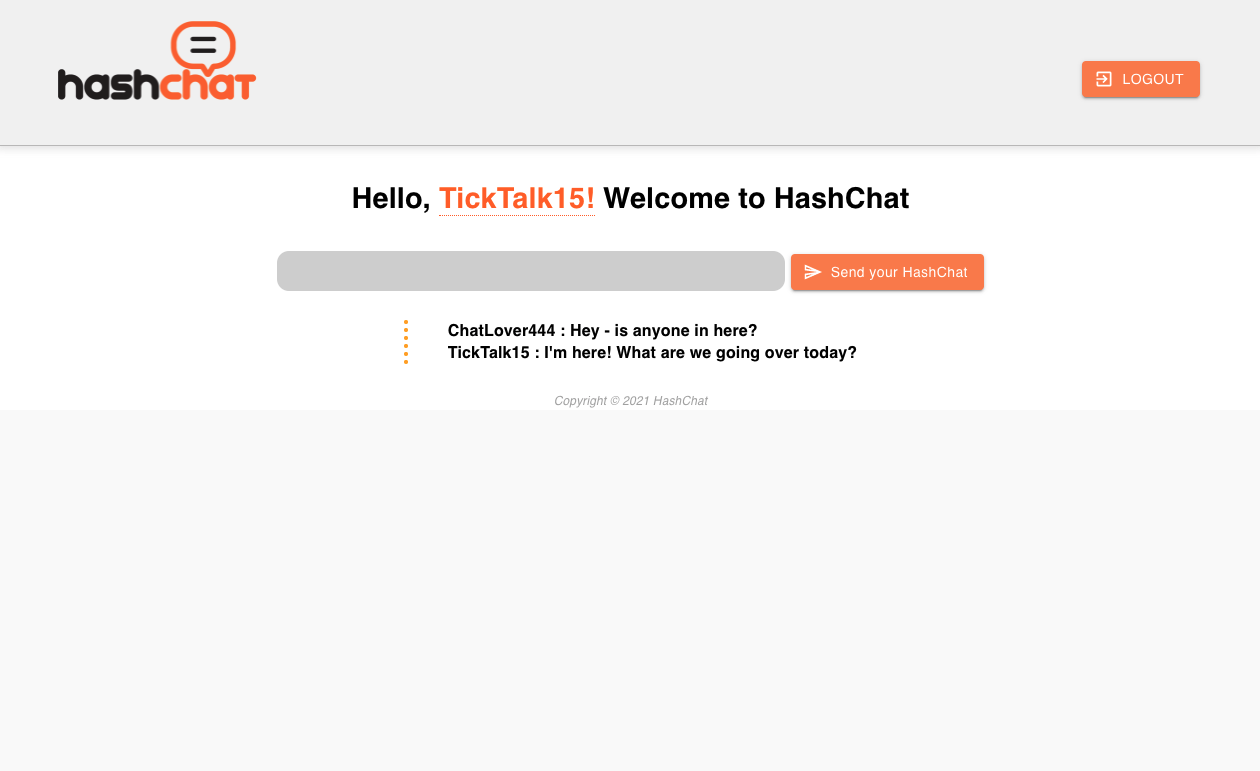 hashchat
LOGOUT
Hello, TickTalk15! Welcome to HashChat
Send your HashChat
ChatLover444 : Hey - is anyone in here?
TickTalk15 : I'm here! What are we going over today?
Copyright © 2021 HashChat